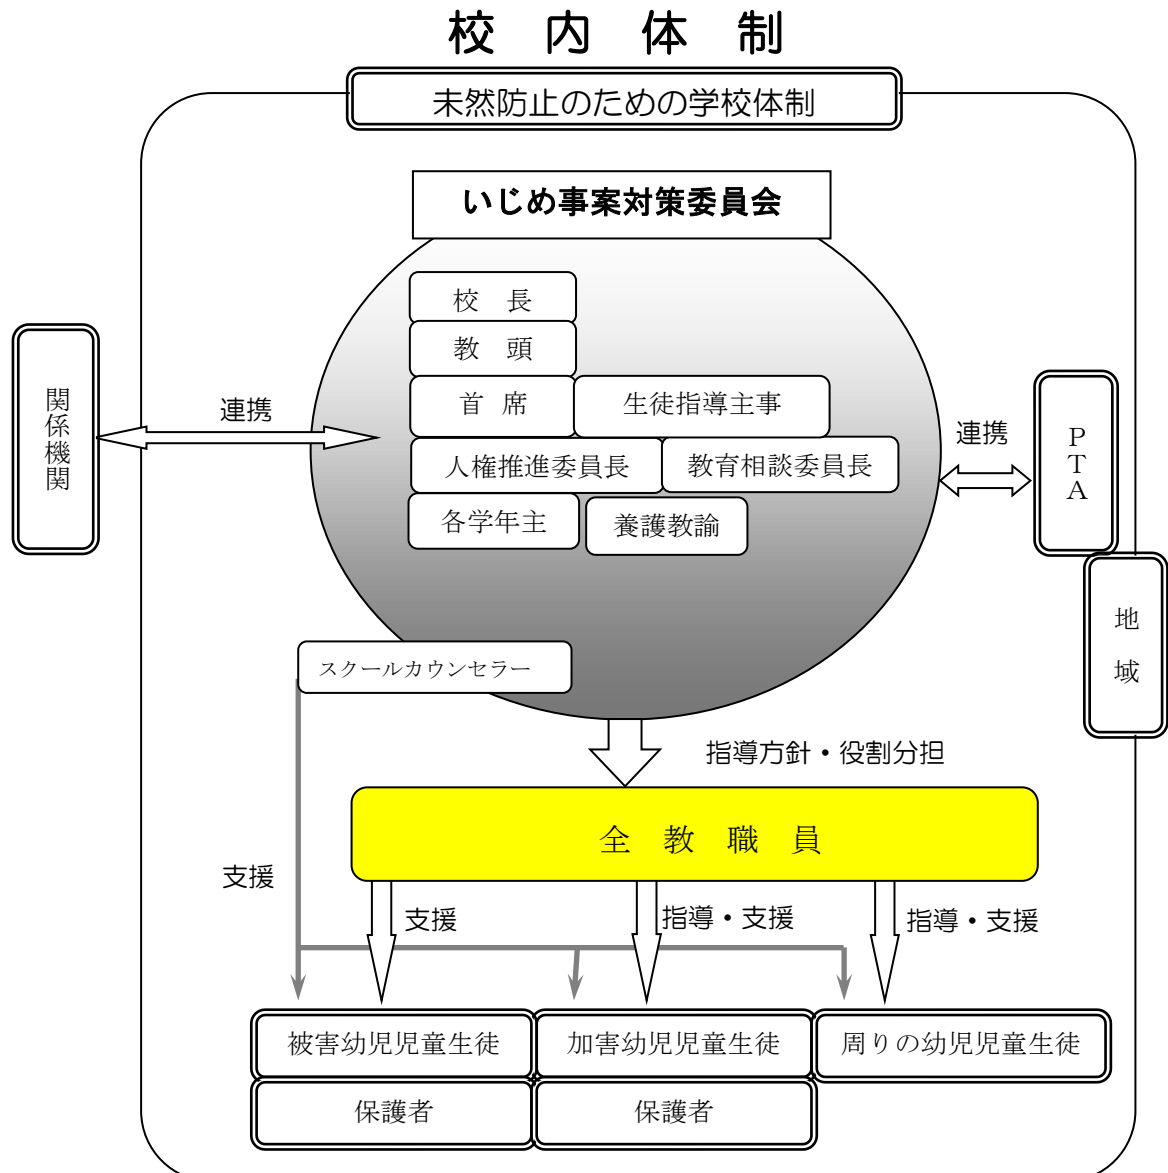 校 内 体 制
未然防止のための学校体制
いじめ事案対策委員会
校 長
教 頭
首 席
生徒指導主事
人権推進委員長
教育相談委員長
各学年主
養護教諭
スクールカウンセラー
関係機関
連携
連携
PTA
地域
指導方針・役割分担
全 教 職 員
支援
支援
指導・支援
指導・支援
被害幼児児童生徒
加害幼児児童生徒
周りの幼児児童生徒
保護者
保護者